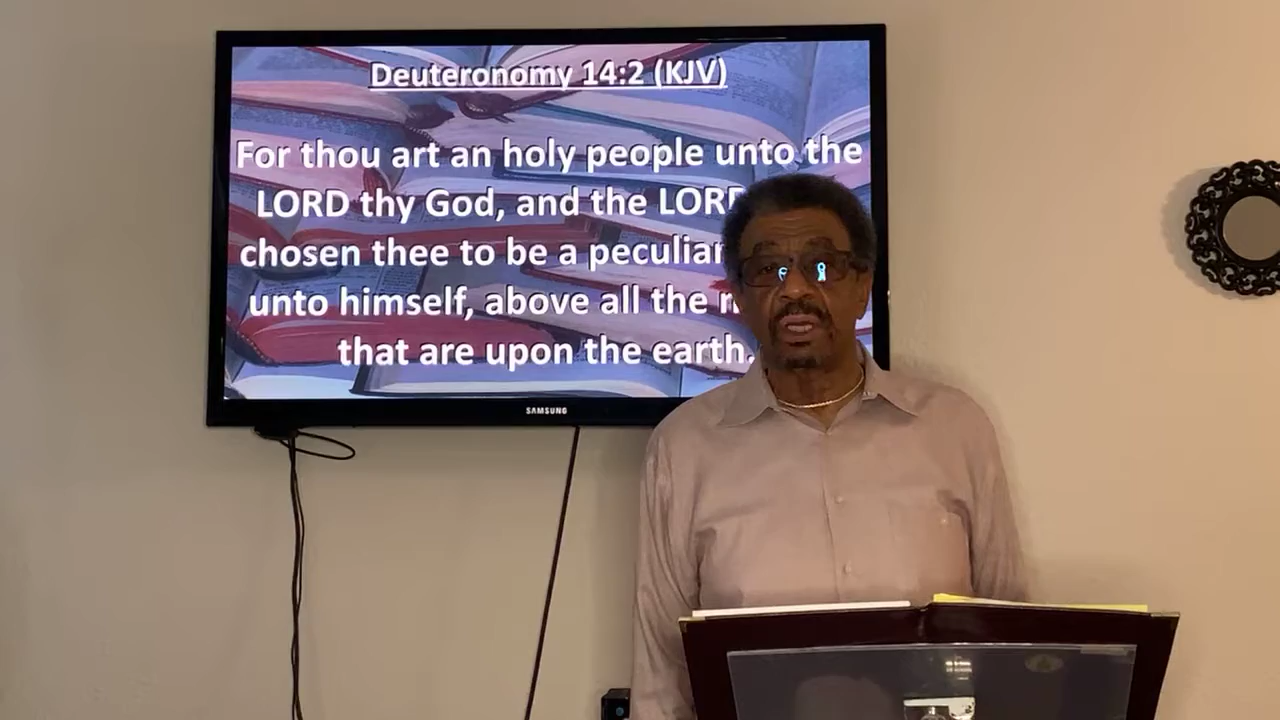 Deuteronomy 14:2 (KJV)
For thou art an holy people unto the
LORD thy God, and the LORD
chosen thee to be a peculiar
unto himself, above all the
that are upon the earth.
SAMSUNG